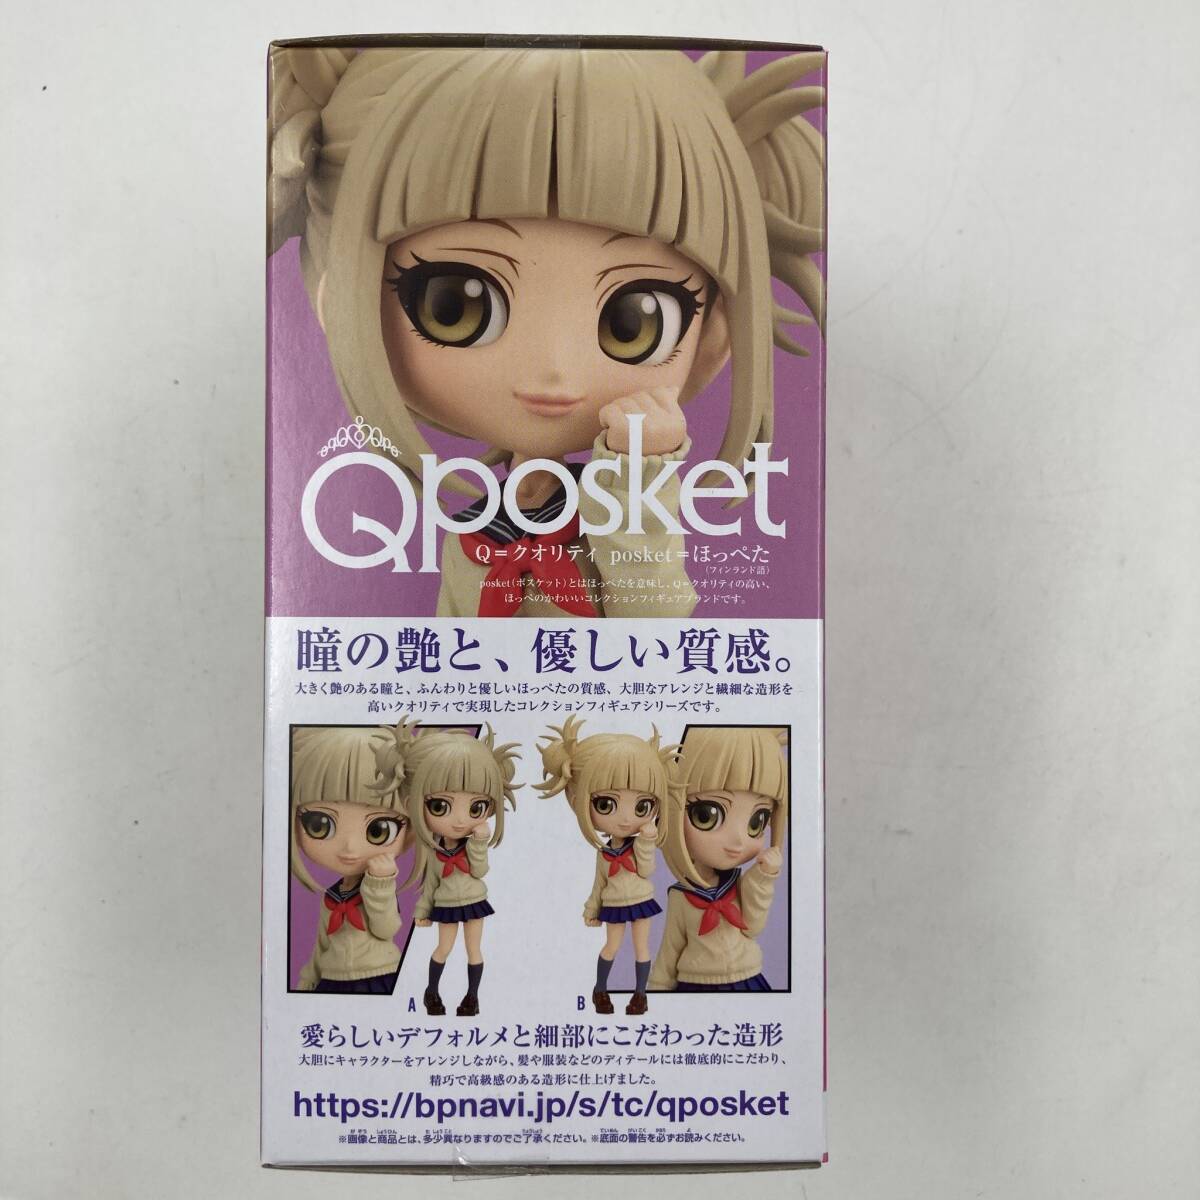 Qposket
Q=クオリティ posket=ほっぺた
(フィンランド語)
posket(ポスケット)とはほっぺたを意味し、Q=クオリティの高い、
ほっぺのかわいいコレクションフィギュアブランドです。
瞳の艶と、優しい質感。
大きく艶のある瞳と、ふんわりと優しいほっぺたの質感、大胆なアレンジと繊細な造形を
高いクオリティで実現したコレクションフィギュアシリーズです。
A
B
愛らしいデフォルメと細部にこだわった造形
大胆にキャラクターをアレンジしながら、髪や服装などのディテールには徹底的にこだわり、
精巧で高級感のある造形に仕上げました。
https://bpnavi.jp/s/tc/qposket
※画像と商品とは、多少異なりますのでご了承ください。※底面の警告を必ずお読みください。